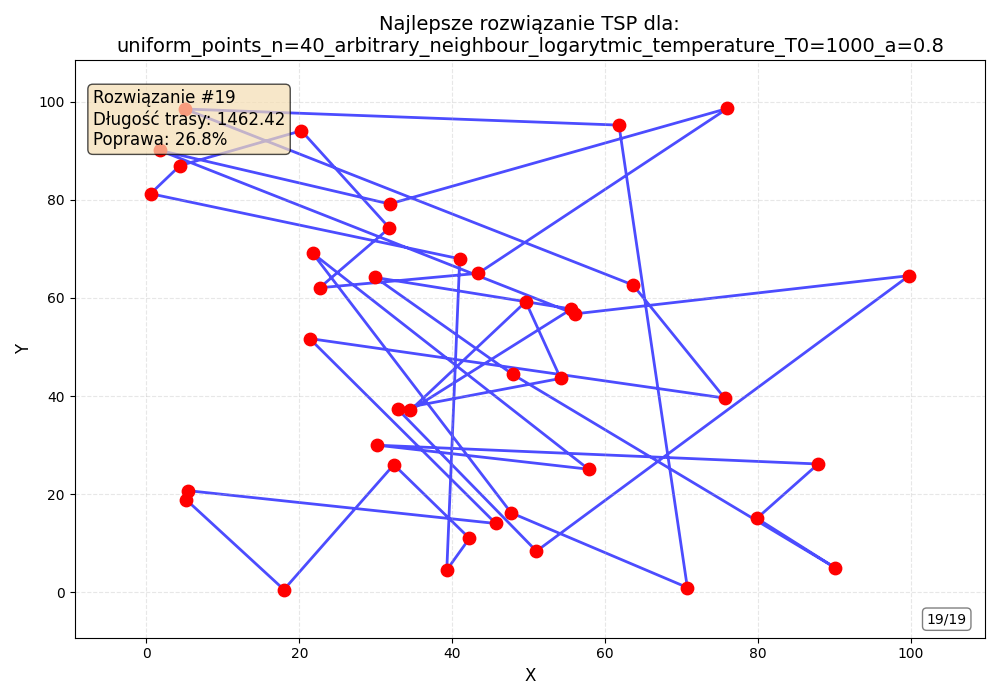 Najlepsze rozwiązanie TSP dla:
uniform_points_n=40_arbitrary_neighbour_logarytmic_temperature_T0=1000_a=0.8
Rozwiązanie #19
Długość trasy: 1462.42
Poprawa: 26.8%
100
80
60
40
20
0
Y
19/19
0 20 40 60 80 100
X